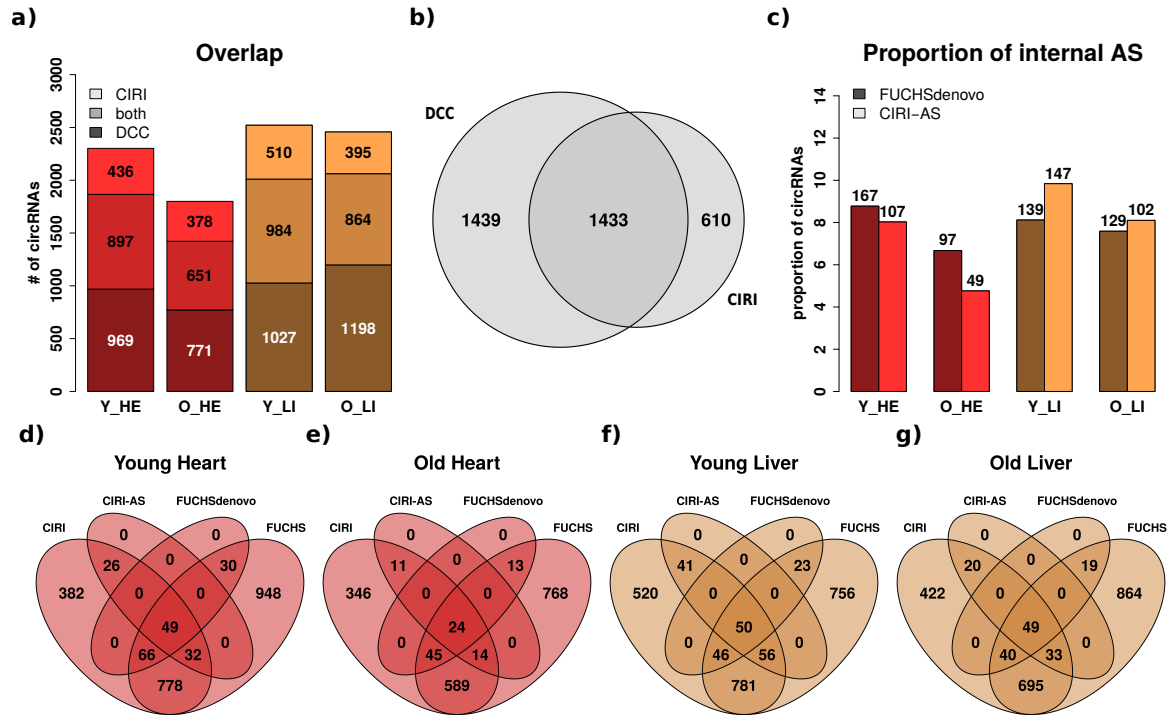 a)
Overlap
# of circRNAs
3000
2500
2000
1500
1000
500
0
CIRI
both
DCC
436
897
969
378
651
771
510
984
1027
395
864
1198
Y_HE
O_HE
Y_LI
O_LI
b)
DCC
1439
1433
610
CIRI
c)
Proportion of internal AS
proportion of circRNAs
14
12
10
8
6
4
2
0
FUCHSdenovo
CIRI−AS
167
107
97
49
139
147
129
102
Y_HE
O_HE
Y_LI
O_LI
d)
Young Heart
CIRI-AS
FUCHSdenovo
CIRI
FUCHS
0
0
26
0
30
382
0
0
948
49
0
0
66
32
778
e)
Old Heart
CIRI-AS
FUCHSdenovo
CIRI
FUCHS
0
0
11
0
13
346
0
0
768
24
0
0
45
14
589
f)
Young Liver
CIRI-AS
FUCHSdenovo
CIRI
FUCHS
0
0
41
0
23
520
0
0
756
50
0
0
46
56
781
g)
Old Liver
CIRI-AS
FUCHSdenovo
CIRI
FUCHS
0
0
20
0
19
422
0
0
864
49
0
0
40
33
695